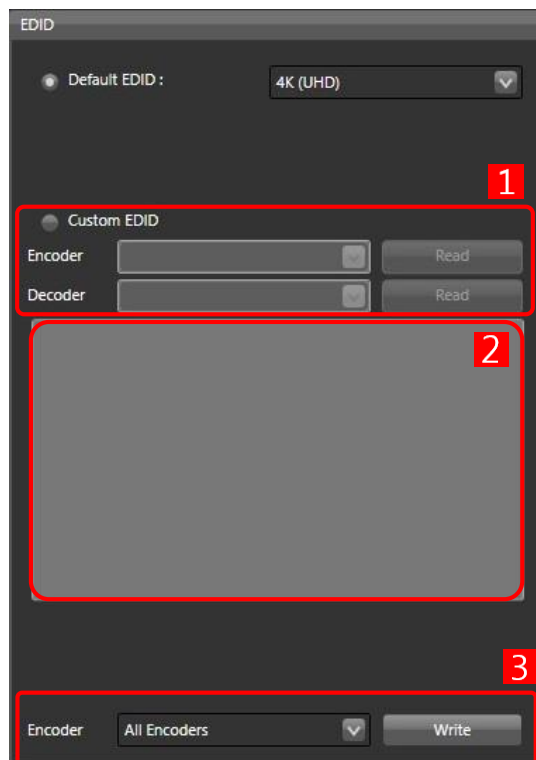 EDID
Default EDID : 4K (UHD)
1
Custom EDID
Encoder Read
Decoder Read
2
3
Encoder All Encoders Write